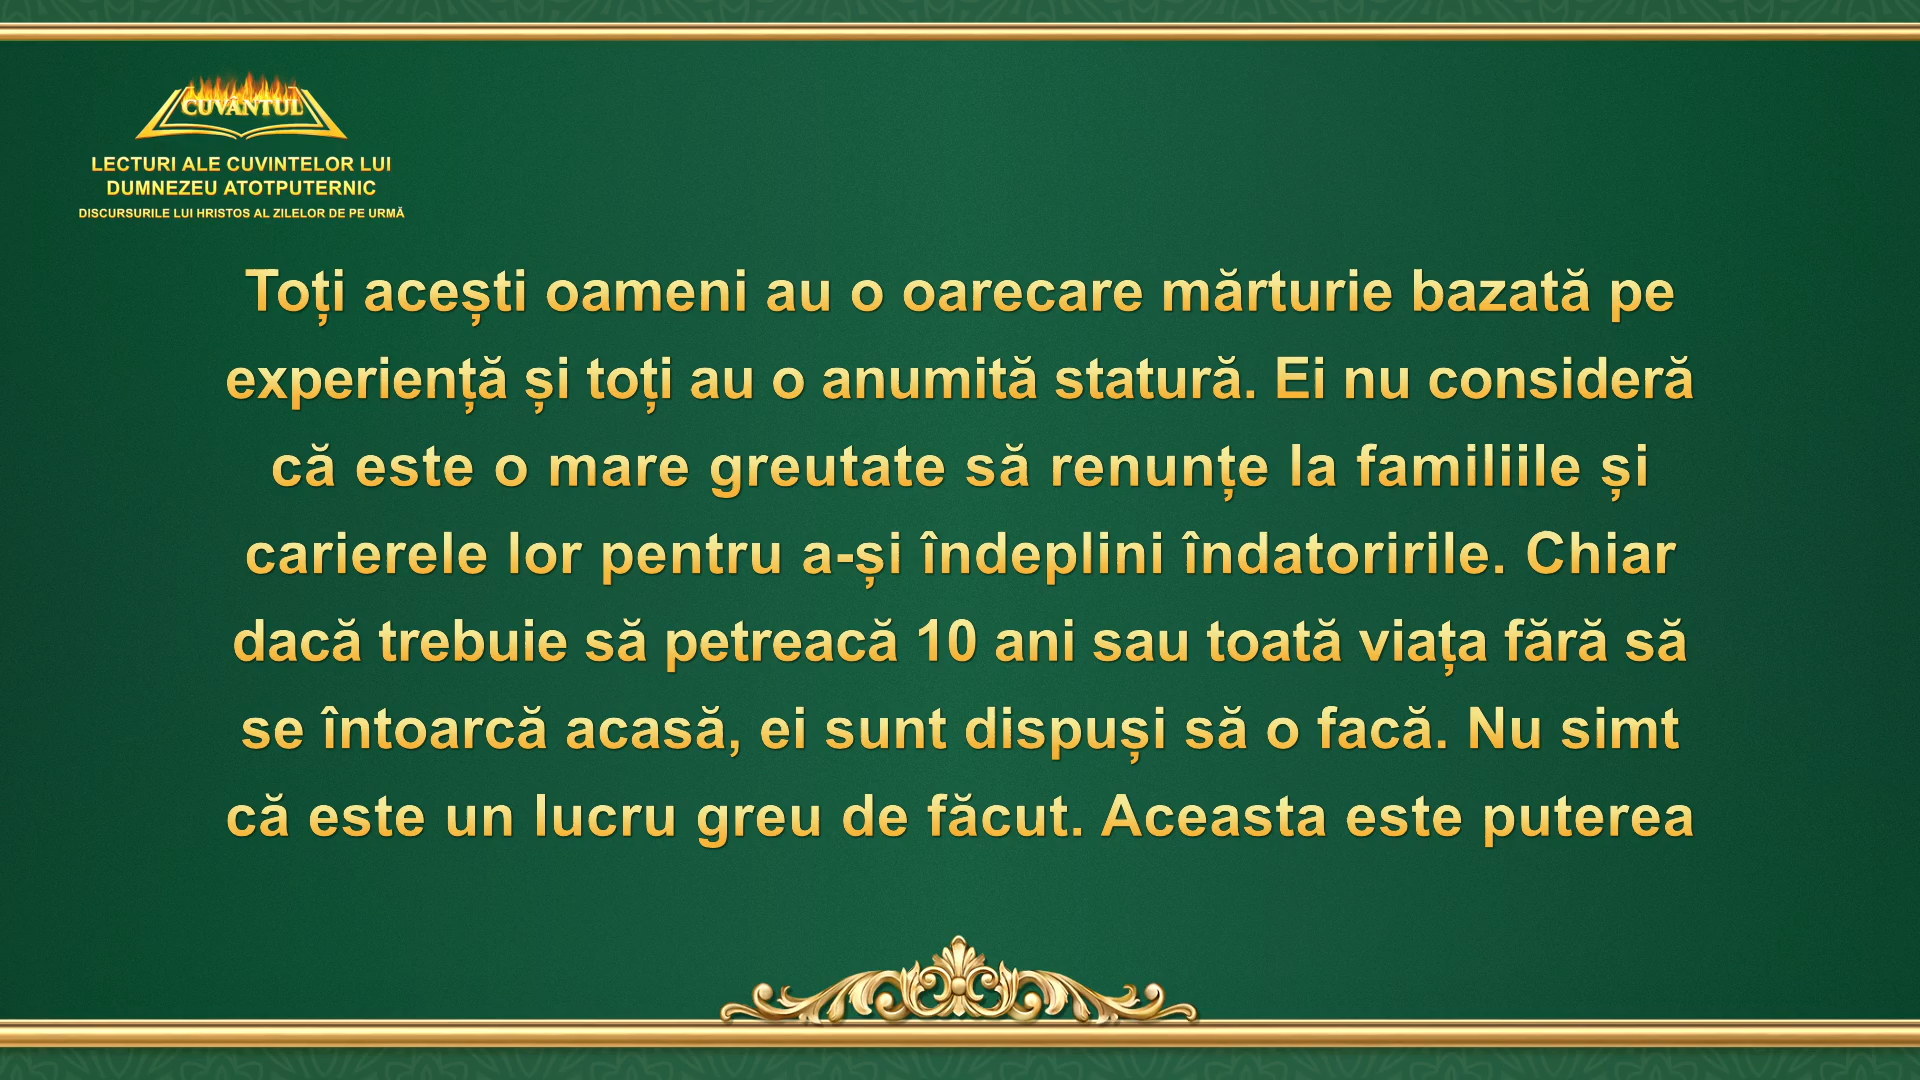 CUVÂNTUL
LECTURI ALE CUVINTELOR LUI
DUMNEZEU ATOTPUTERNIC
DISCURSURILE LUI HRISTOS AL ZILELOR DE PE URMĂ
Toți acești oameni au o oarecare mărturie bazată pe
experiență și toți au o anumită statură. Ei nu consideră
că este o mare greutate să renunțe la familiile și
carierele lor pentru a-și îndeplini îndatoririle. Chiar
dacă trebuie să petreacă 10 ani sau toată viața fără să
se întoarcă acasă, ei sunt dispuși să o facă. Nu simt
că este un lucru greu de făcut. Aceasta este puterea